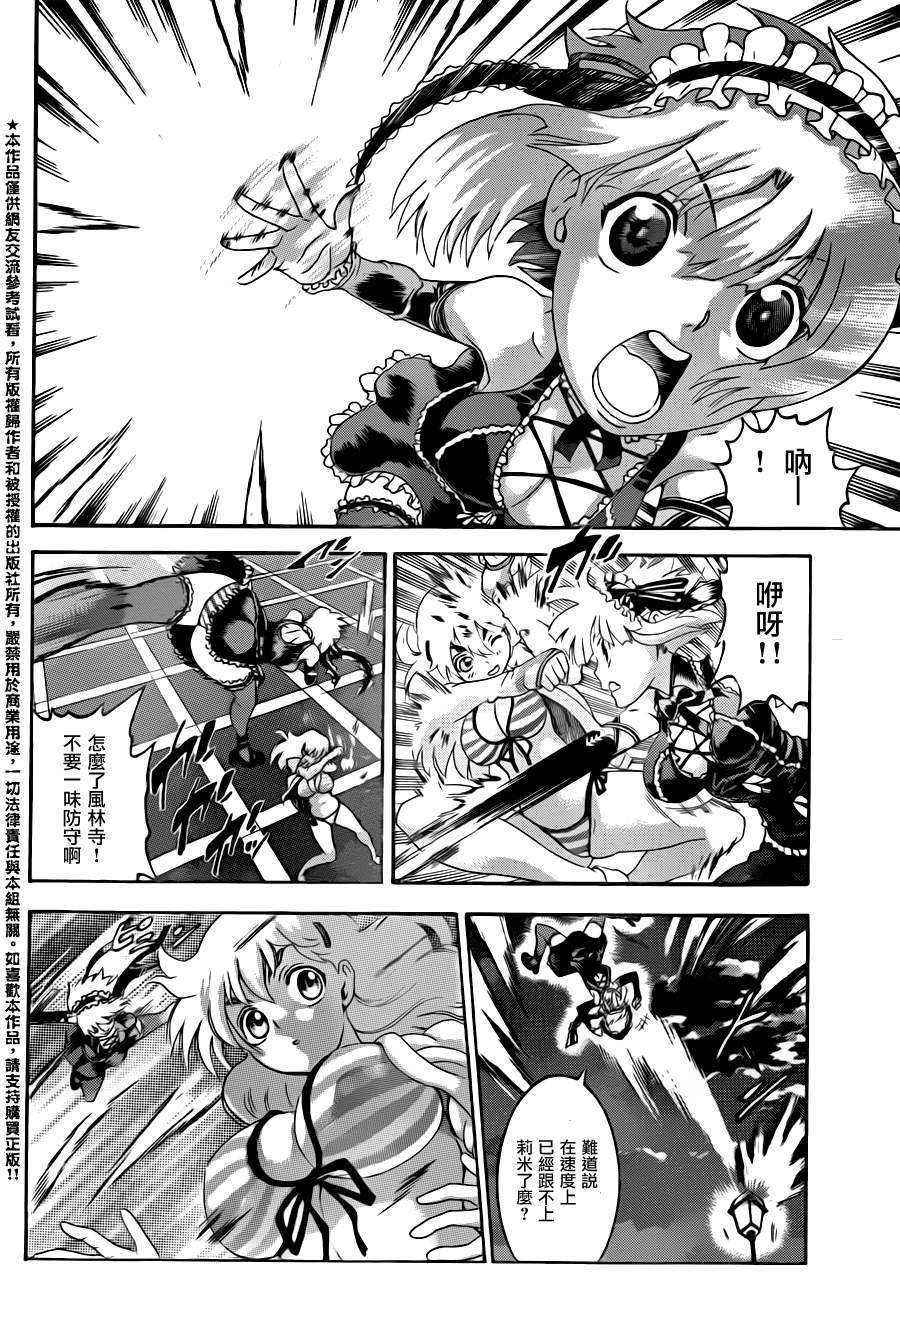 ★本作品僅供網友交流參考試看，所有版權歸作者和被授權的出版社所有，嚴禁用於商業用途，一切法律責任與本組無關。如喜歡本作品，請支持購買正版!!
吶—！
咿呀!!
怎麼了風林寺！
不要一味防守啊
難道説
在速度上
已經跟不上
莉米了麼？